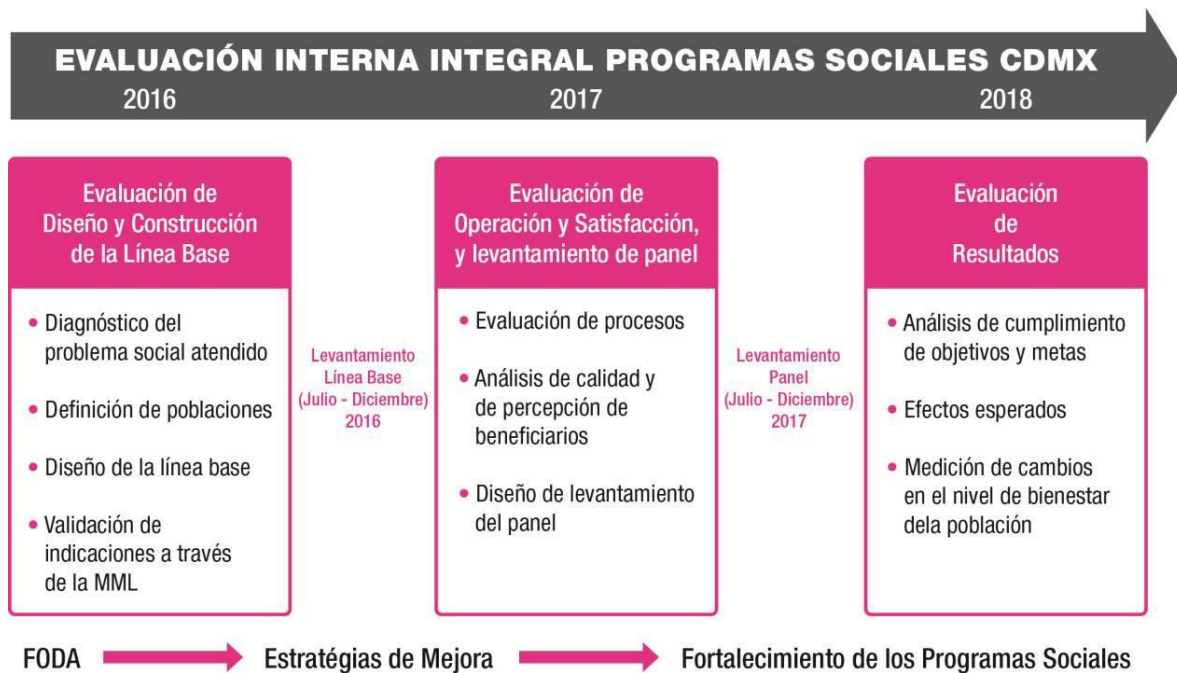 EVALUACIÓN INTERNA INTEGRAL PROGRAMAS SOCIALES CDMX
2016
2017
2018
Evaluación de
Diseño y Construcción
de la Línea Base
• Diagnóstico del
problema social atendido
• Definición de poblaciones
• Diseño de la línea base
• Validación de
indicaciones a través
de la MML
Levantamiento
Línea Base
(Julio - Diciembre)
2016
Evaluación de
Operación y Satisfacción,
y levantamiento de panel
• Evaluación de procesos
• Análisis de calidad y
de percepción de
beneficiarios
• Diseño de levantamiento
del panel
Levantamiento
Panel
(Julio - Diciembre)
2017
Evaluación
de
Resultados
• Análisis de cumplimiento
de objetivos y metas
• Efectos esperados
• Medición de cambios
en el nivel de bienestar
dela población
FODA
Estratégias de Mejora
Fortalecimiento de los Programas Sociales